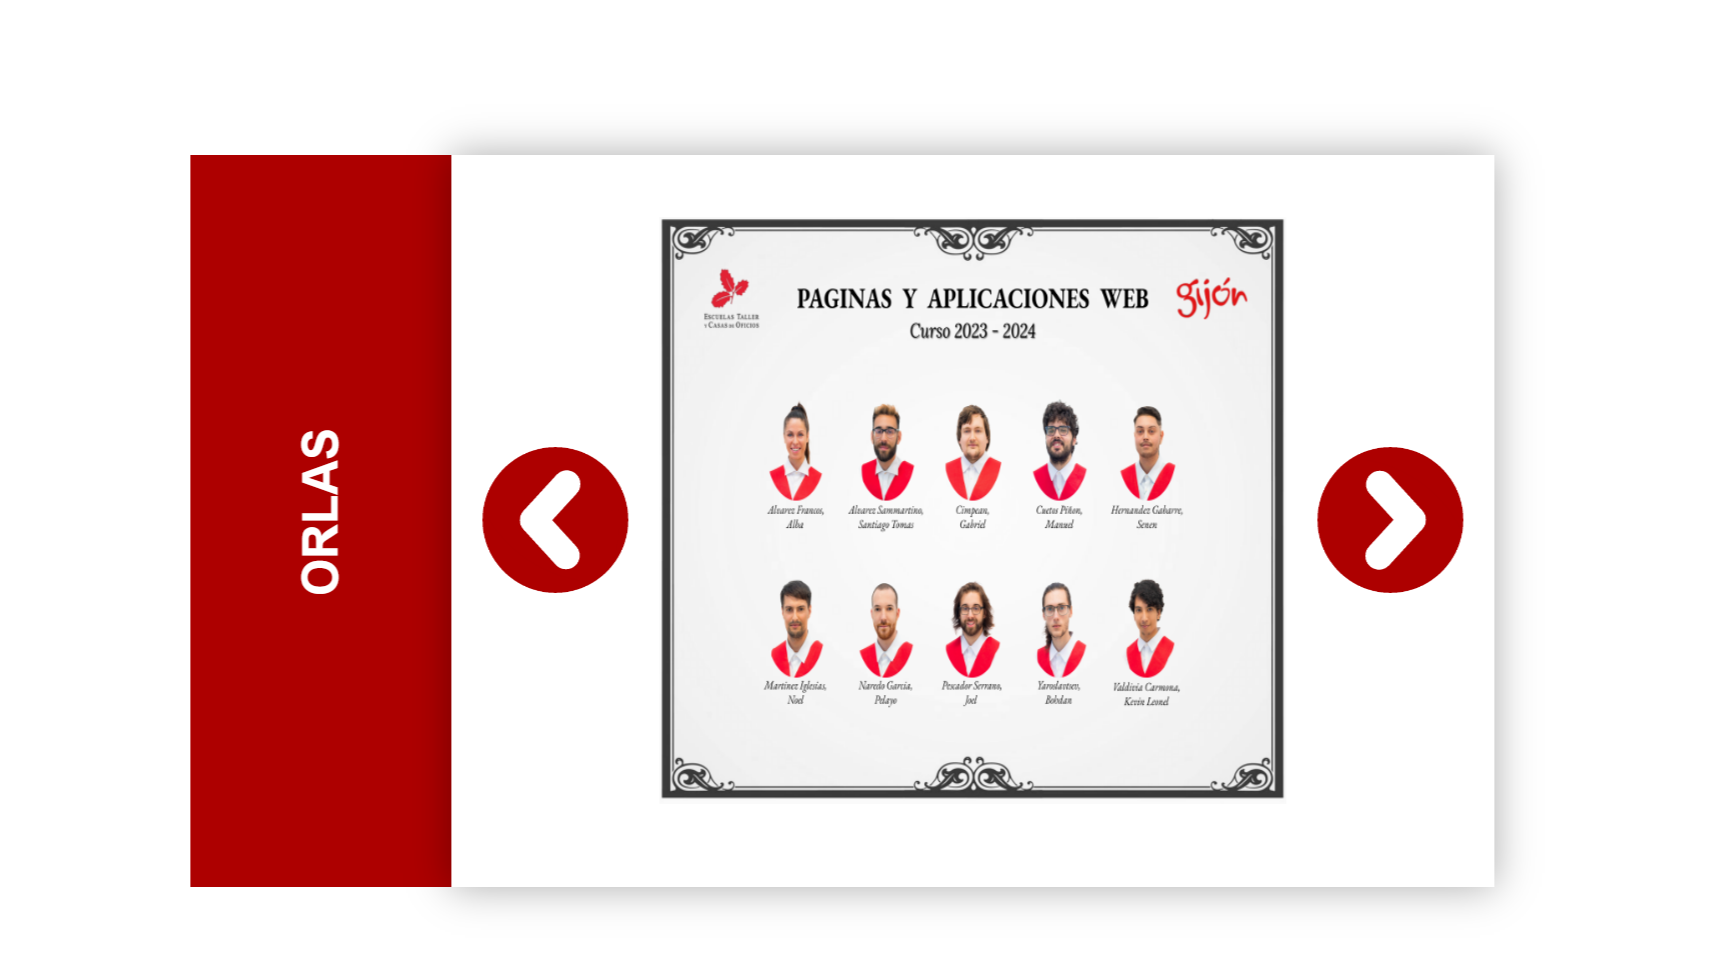 ORLAS
ESCUELAS TALLER
Y CASAS DE OFICIOS
PAGINAS Y APLICACIONES WEB
Curso 2023 - 2024
gijón
Alvarez Francos,
Alba
Alvarez Sammartino,
Santiago Tomas
Cimpean,
Gabriel
Cuetos Piñon,
Manuel
Hernandez Gabarre,
Senen
Martinez Iglesias,
Noel
Naredo Garcia,
Pelayo
Pescador Serrano,
Joel
Yaroslavtsev,
Bohdan
Valdivia Carmona,
Kevin Leonel